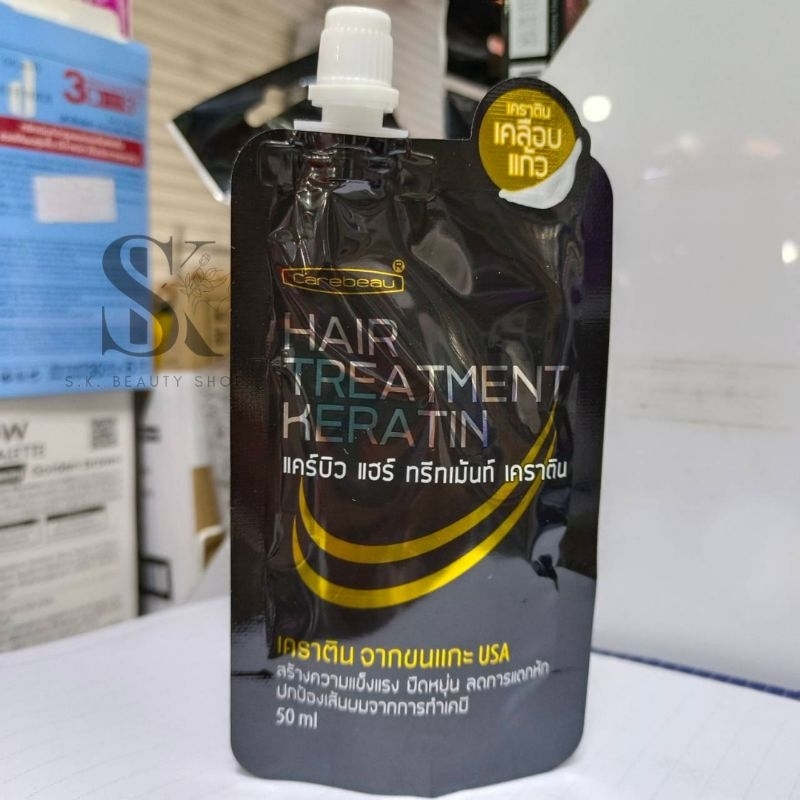 เคราติน
เคลือบ
แก้ว
Carebeau®
HAIR
TREATMENT
KERATIN
แคร์บิว แฮร์ ทรีทเม้นท์ เคราติน
เคราติน จากขนแกะ USA
สร้างความแข็งแรง ยืดหยุ่น ลดการแตกหัก
ปกป้องเส้นผมจากการทำเคมี
50 ml
SK
S.K. BEAUTY SHOP
3